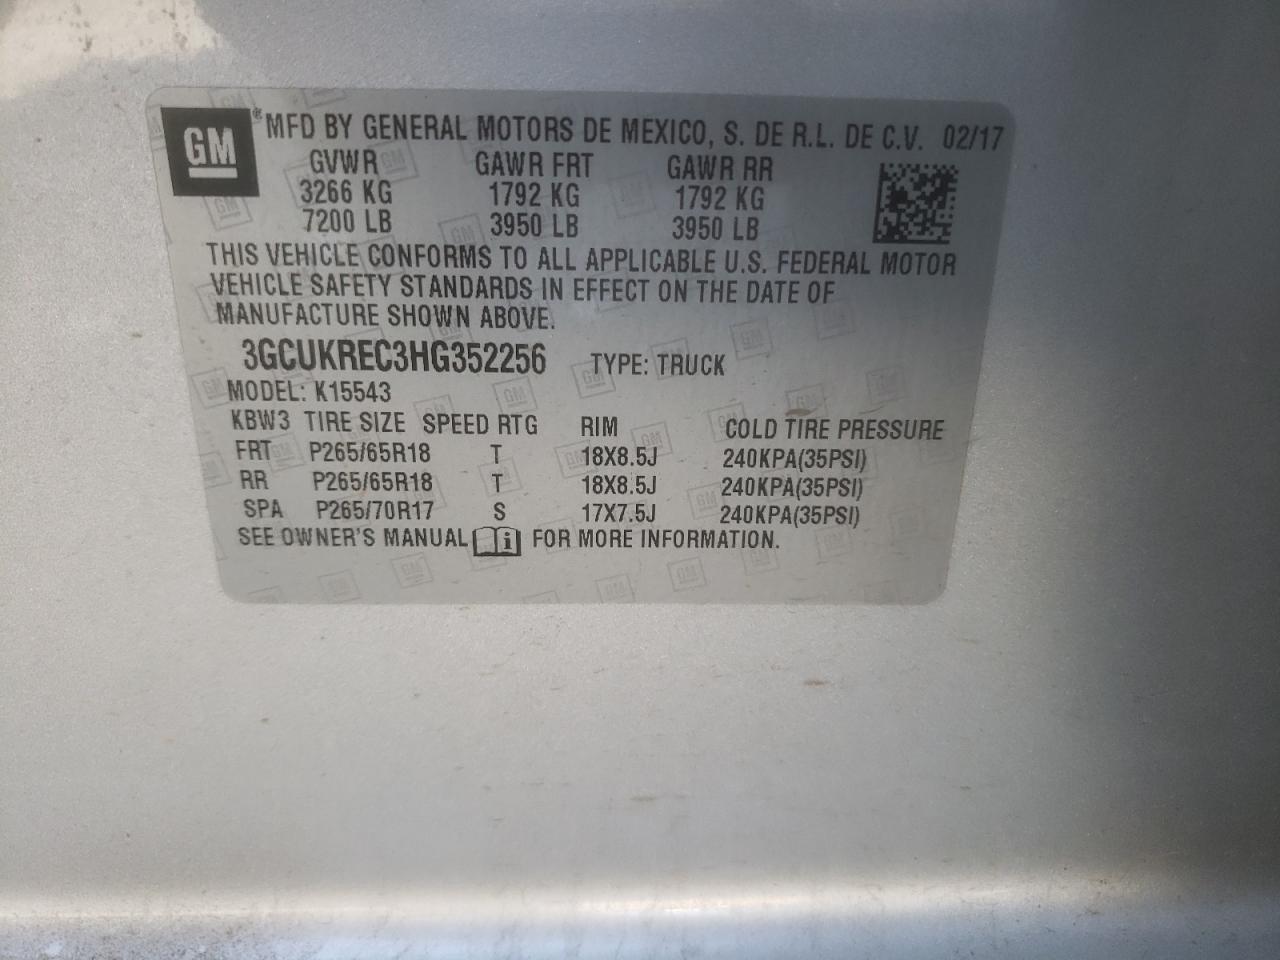 GM ® MFD BY GENERAL MOTORS DE MEXICO, S. DE R.L. DE C.V. 02/17
GVWR GAWR FRT GAWR RR
3266 KG 1792 KG 1792 KG
7200 LB 3950 LB 3950 LB
THIS VEHICLE CONFORMS TO ALL APPLICABLE U.S. FEDERAL MOTOR
VEHICLE SAFETY STANDARDS IN EFFECT ON THE DATE OF
MANUFACTURE SHOWN ABOVE.
3GCUKREC3HG352256 TYPE: TRUCK
MODEL: K15543
KBW3 TIRE SIZE SPEED RTG RIM COLD TIRE PRESSURE
FRT P265/65R18 T 18X8.5J 240KPA(35PSI)
RR P265/65R18 T 18X8.5J 240KPA(35PSI)
SPA P265/70R17 S 17X7.5J 240KPA(35PSI)
SEE OWNER'S MANUAL i FOR MORE INFORMATION.